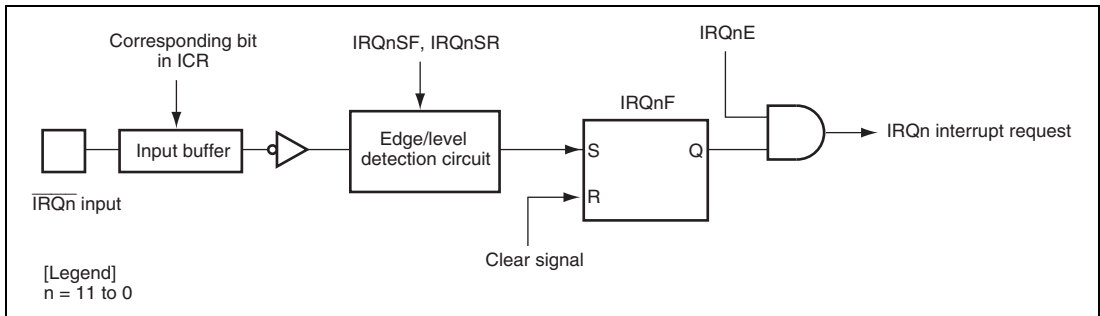 Corresponding bit
in ICR
IRQnSF, IRQnSR
IRQnE
IRQnF
Input buffer
Edge/level
detection circuit
S
Q
R
IRQn interrupt request
I̅R̅Q̅n̅ input
Clear signal
[Legend]
n = 11 to 0